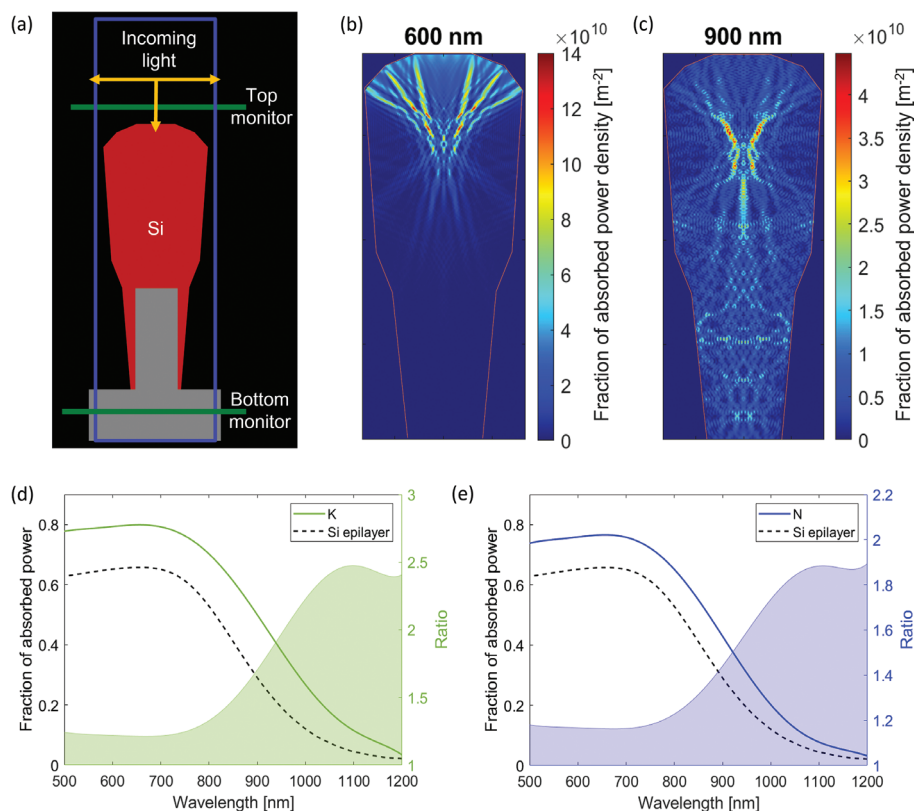 (a)
Incoming
light
Top
monitor
Si
Bottom
monitor
(b)
600 nm
×10¹⁰
14
12
10
8
6
4
2
0
Fraction of absorbed power density [m⁻²]
(c)
900 nm
×10¹⁰
4
3.5
3
2.5
2
1.5
1
0.5
0
Fraction of absorbed power density [m⁻²]
(d)
Fraction of absorbed power
0.8
0.6
0.4
0.2
0
K
Si epilayer
3
2.5
2
1.5
1
Ratio
500 600 700 800 900 1000 1100 1200
Wavelength [nm]
(e)
Fraction of absorbed power
0.8
0.6
0.4
0.2
0
N
Si epilayer
2.2
2
1.8
1.6
1.4
1.2
1
Ratio
500 600 700 800 900 1000 1100 1200
Wavelength [nm]